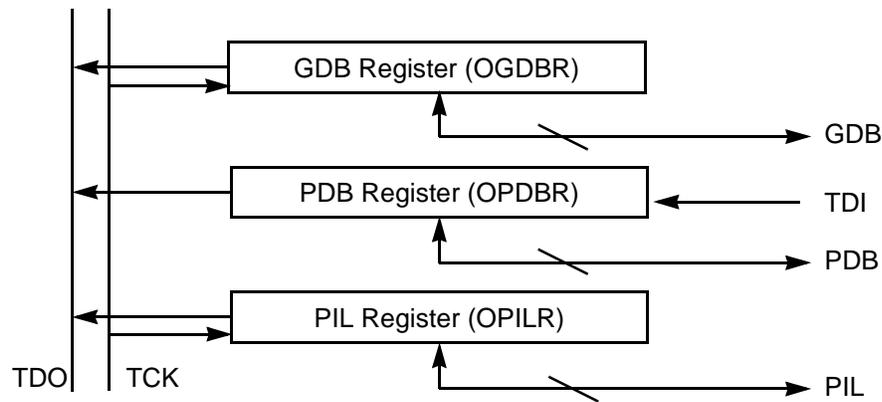 GDB Register (OGDBR)
GDB
PDB Register (OPDBR)
TDI
PDB
PIL Register (OPILR)
TDO TCK
PIL